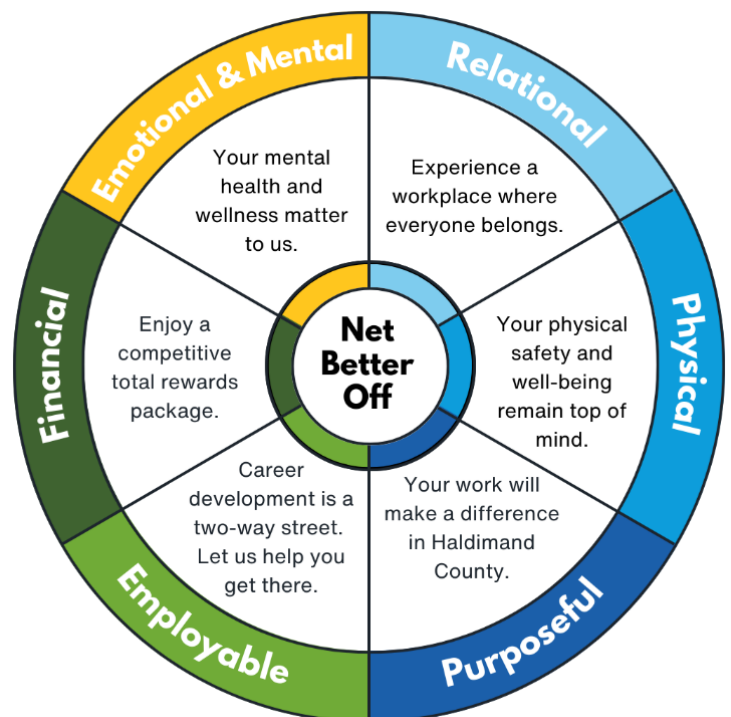 Emotional & Mental
Your mental
health and
wellness matter
to us.
Relational
Experience a
workplace where
everyone belongs.
Physical
Your physical
safety and
well-being
remain top of
mind.
Purposeful
Your work will
make a difference
in Haldimand
County.
Employable
Career
development is a
two-way street.
Let us help you
get there.
Financial
Enjoy a
competitive
total rewards
package.
Net
Better
Off